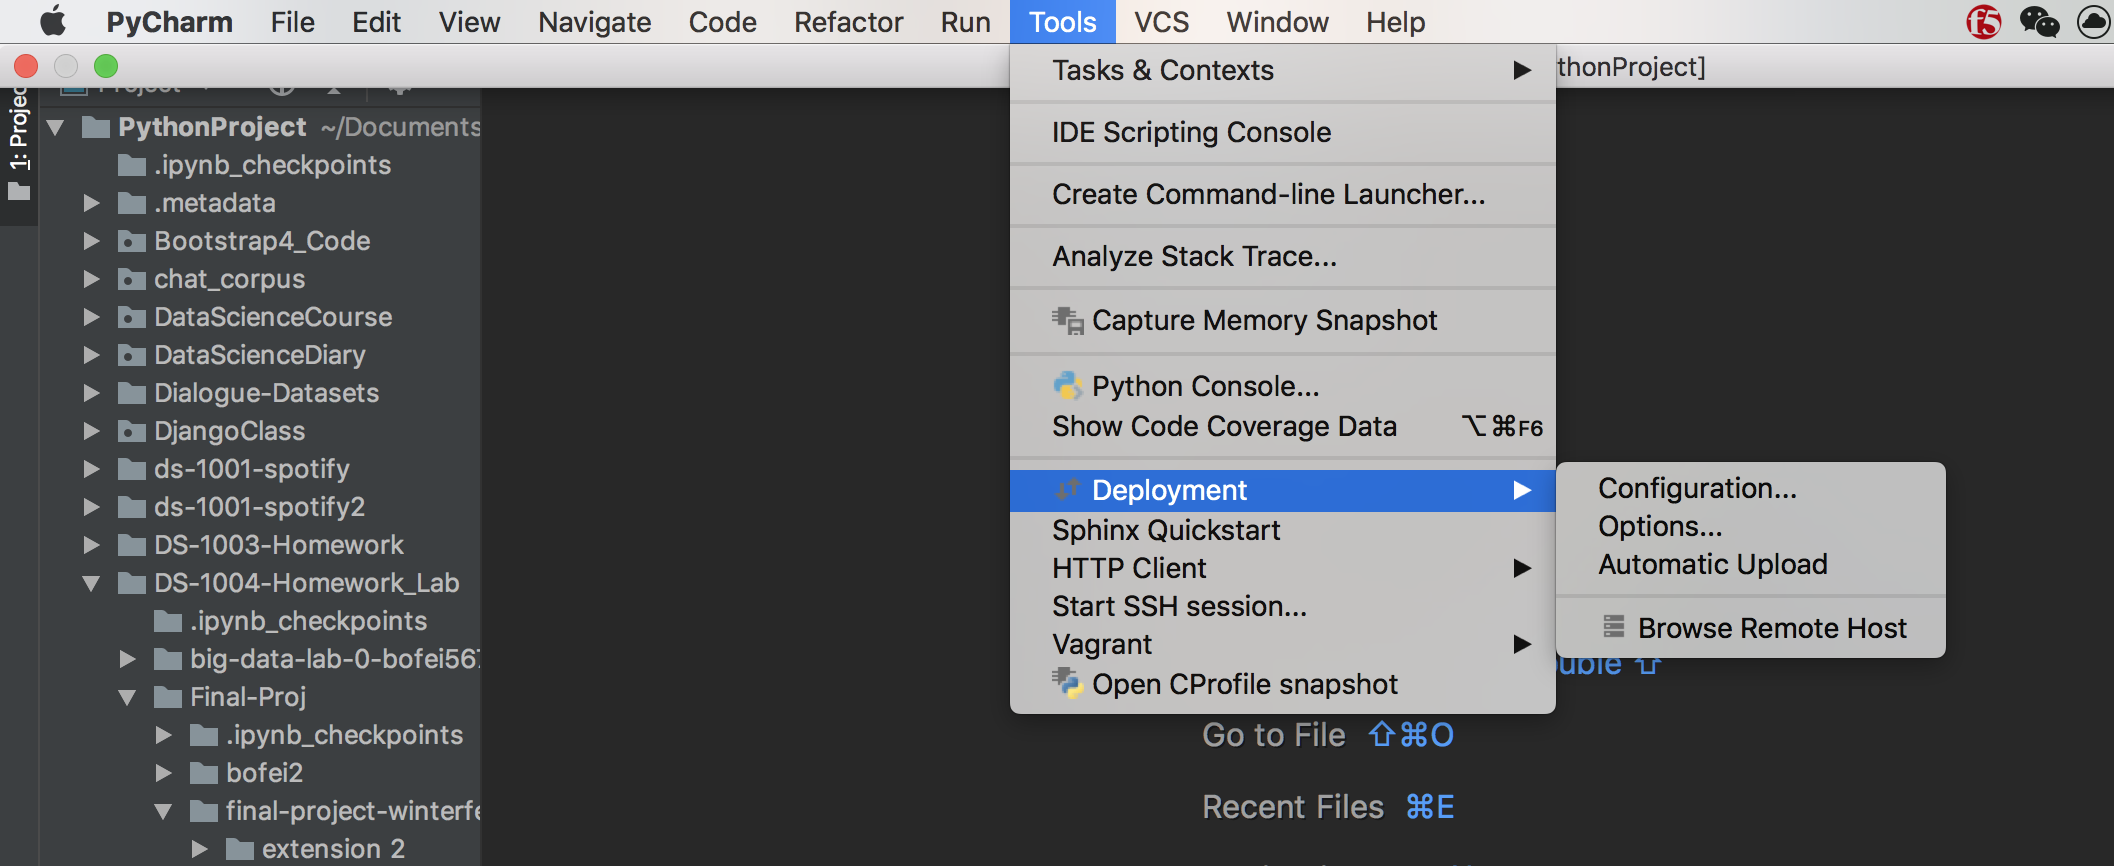 PyCharm File Edit View Navigate Code Refactor Run Tools VCS Window Help
f5
thonProject]
Project
1: Projec
PythonProject ~/Documents
.ipynb_checkpoints
.metadata
Bootstrap4_Code
chat_corpus
DataScienceCourse
DataScienceDiary
Dialogue-Datasets
DjangoClass
ds-1001-spotify
ds-1001-spotify2
DS-1003-Homework
DS-1004-Homework_Lab
.ipynb_checkpoints
big-data-lab-0-bofei567
Final-Proj
.ipynb_checkpoints
bofei2
final-project-winterfe
extension 2
Tasks & Contexts
IDE Scripting Console
Create Command-line Launcher...
Analyze Stack Trace...
Capture Memory Snapshot
Python Console...
Show Code Coverage Data ⌥⌘F6
Deployment
Sphinx Quickstart
HTTP Client
Start SSH session...
Vagrant
Open CProfile snapshot
Configuration...
Options...
Automatic Upload
Browse Remote Host
ouble ⇧
Go to File ⇧⌘O
Recent Files ⌘E